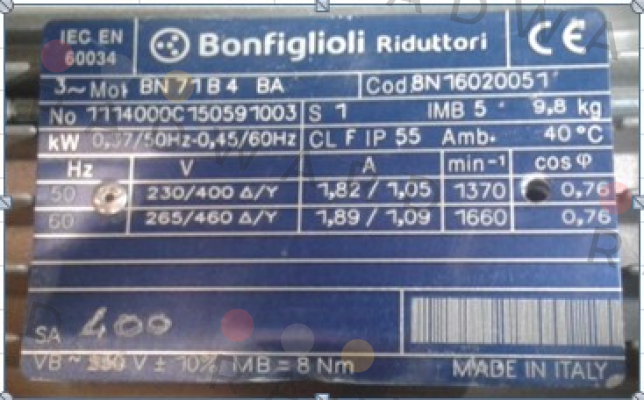 IEC EN
60034
Bonfiglioli Riduttori CE
3~ Mot BN 71 B 4 BA Cod 8N16020051
No 1114000C150591003 S 1 IMB 5 9,8 kg
kW 0,37/50Hz-0,45/60Hz CL F IP 55 Amb. 40 °C
Hz V A min⁻¹ cos φ
50 230/400 Δ/Y 1,82 / 1,05 1370 0,76
60 265/460 Δ/Y 1,89 / 1,09 1660 0,76
SA 400
VB ~ V ± 10% MB = 8 Nm MADE IN ITALY